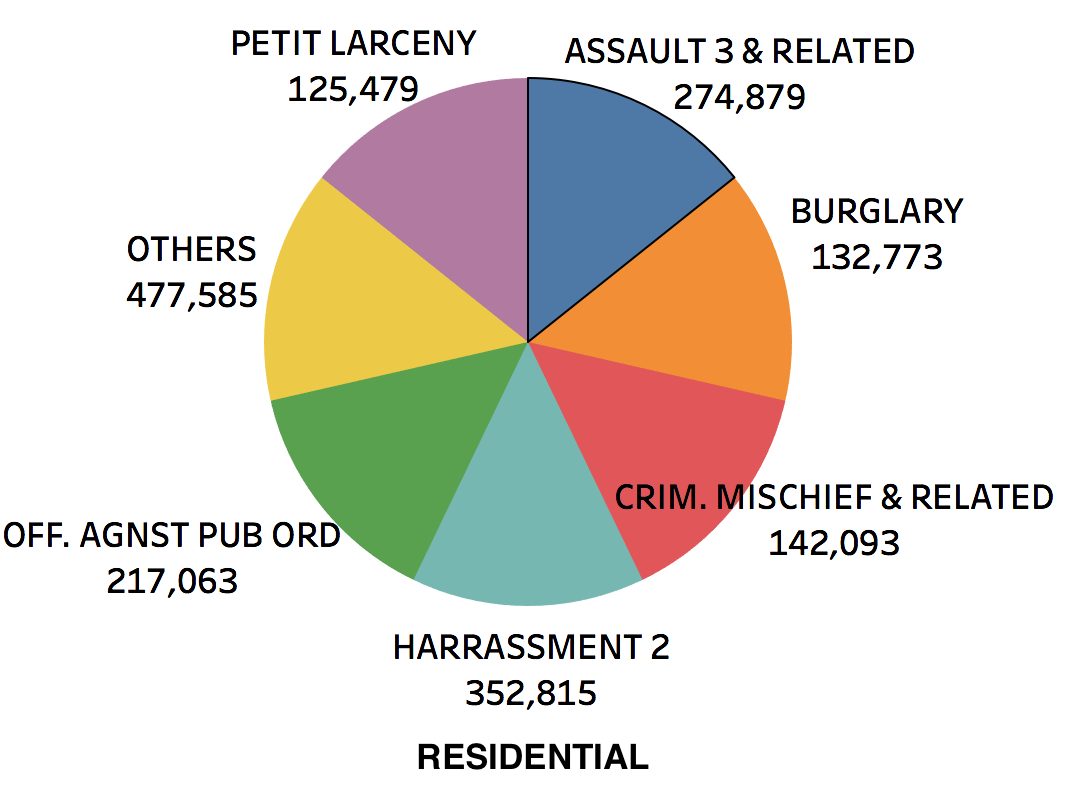 PETIT LARCENY
125,479
ASSAULT 3 & RELATED
274,879
BURGLARY
132,773
OTHERS
477,585
CRIM. MISCHIEF & RELATED
142,093
OFF. AGNST PUB ORD
217,063
HARRASSMENT 2
352,815
RESIDENTIAL